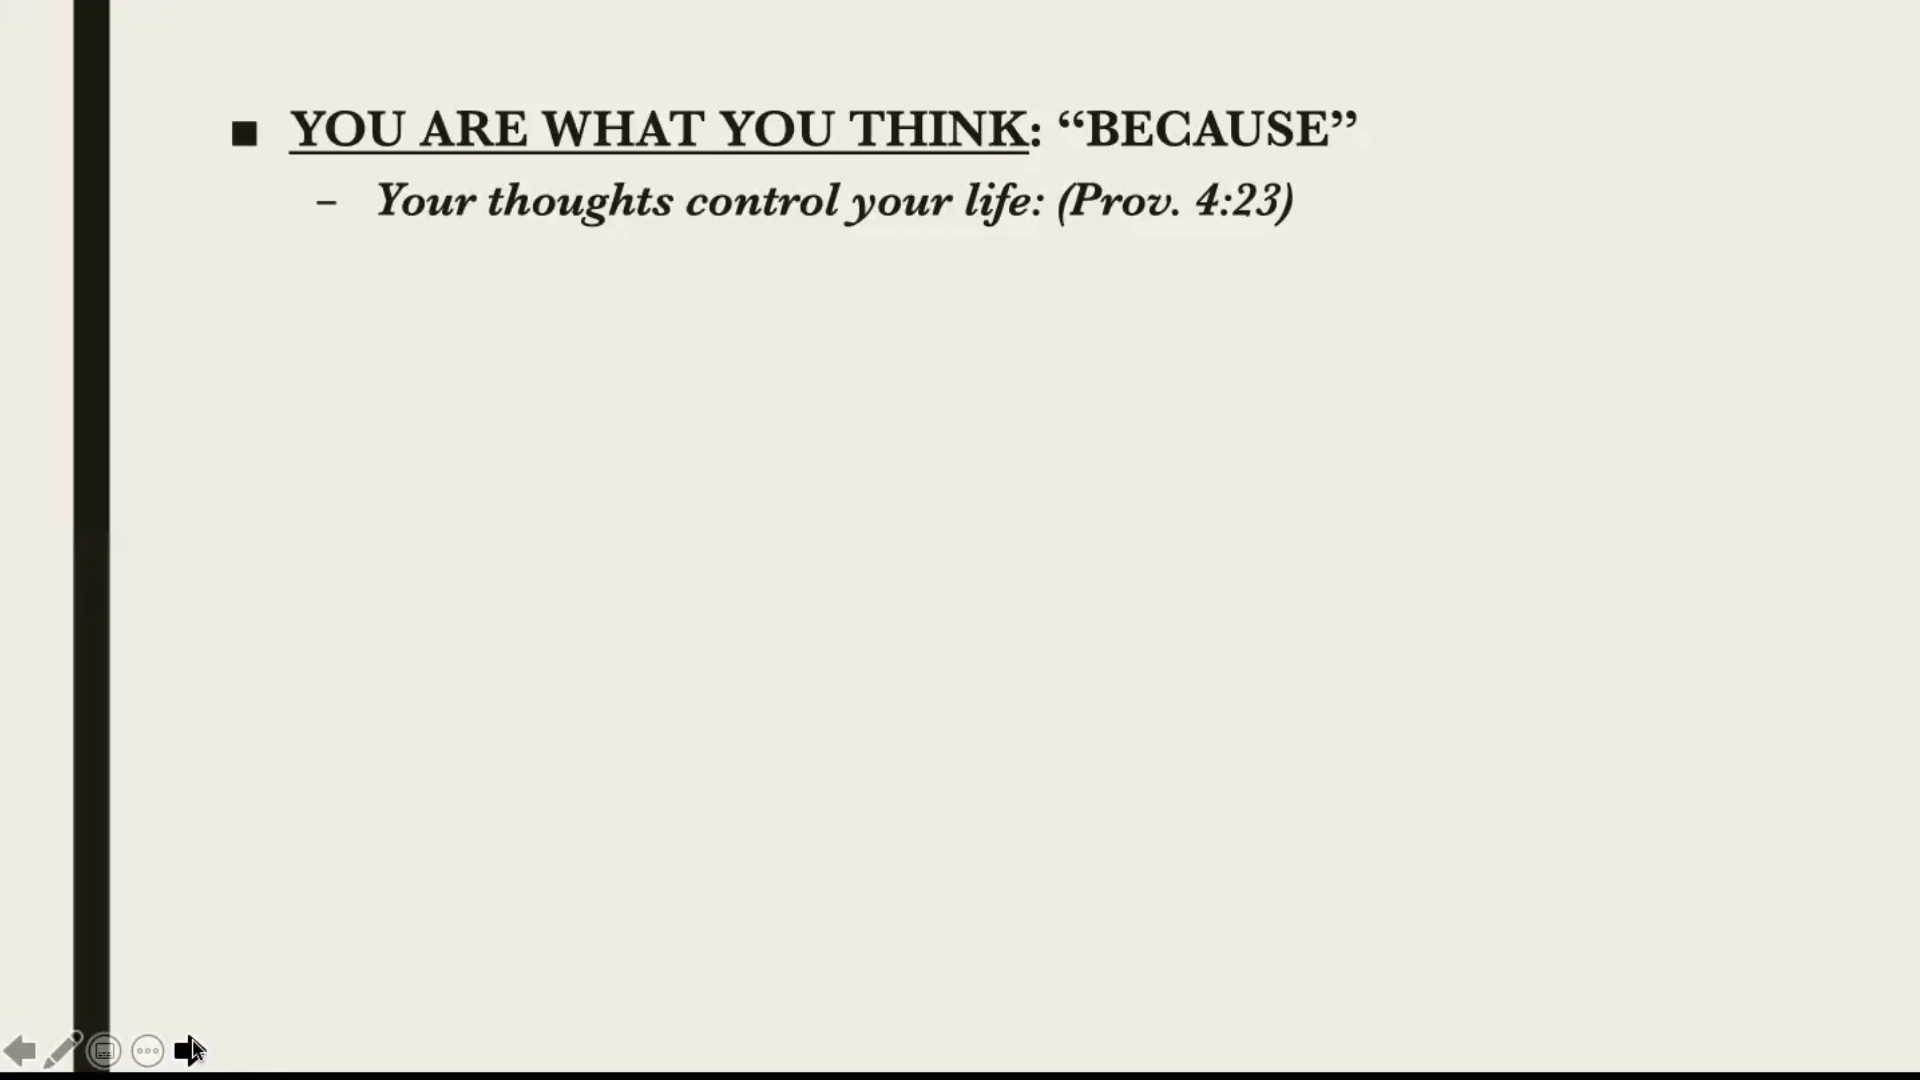 ■ YOU ARE WHAT YOU THINK: “BECAUSE”
– Your thoughts control your life: (Prov. 4:23)